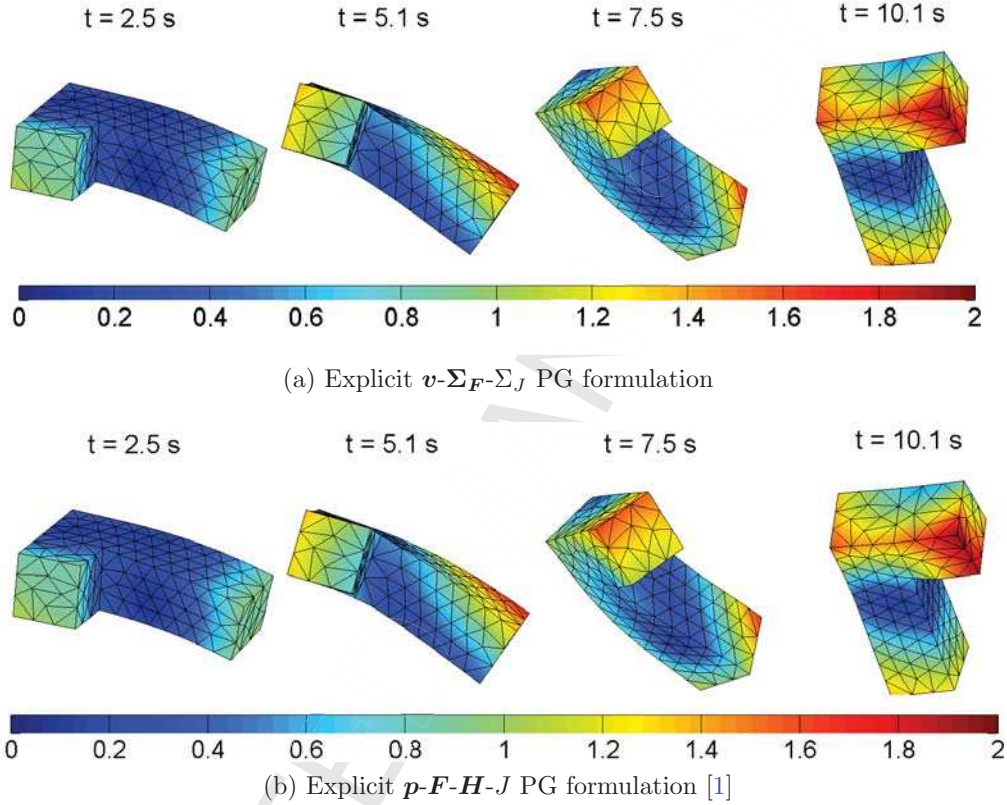 t = 2.5 s t = 5.1 s t = 7.5 s t = 10.1 s
0 0.2 0.4 0.6 0.8 1 1.2 1.4 1.6 1.8 2
(a) Explicit v-Σ_F-Σ_J PG formulation
t = 2.5 s t = 5.1 s t = 7.5 s t = 10.1 s
0 0.2 0.4 0.6 0.8 1 1.2 1.4 1.6 1.8 2
(b) Explicit p-F-H-J PG formulation [1]